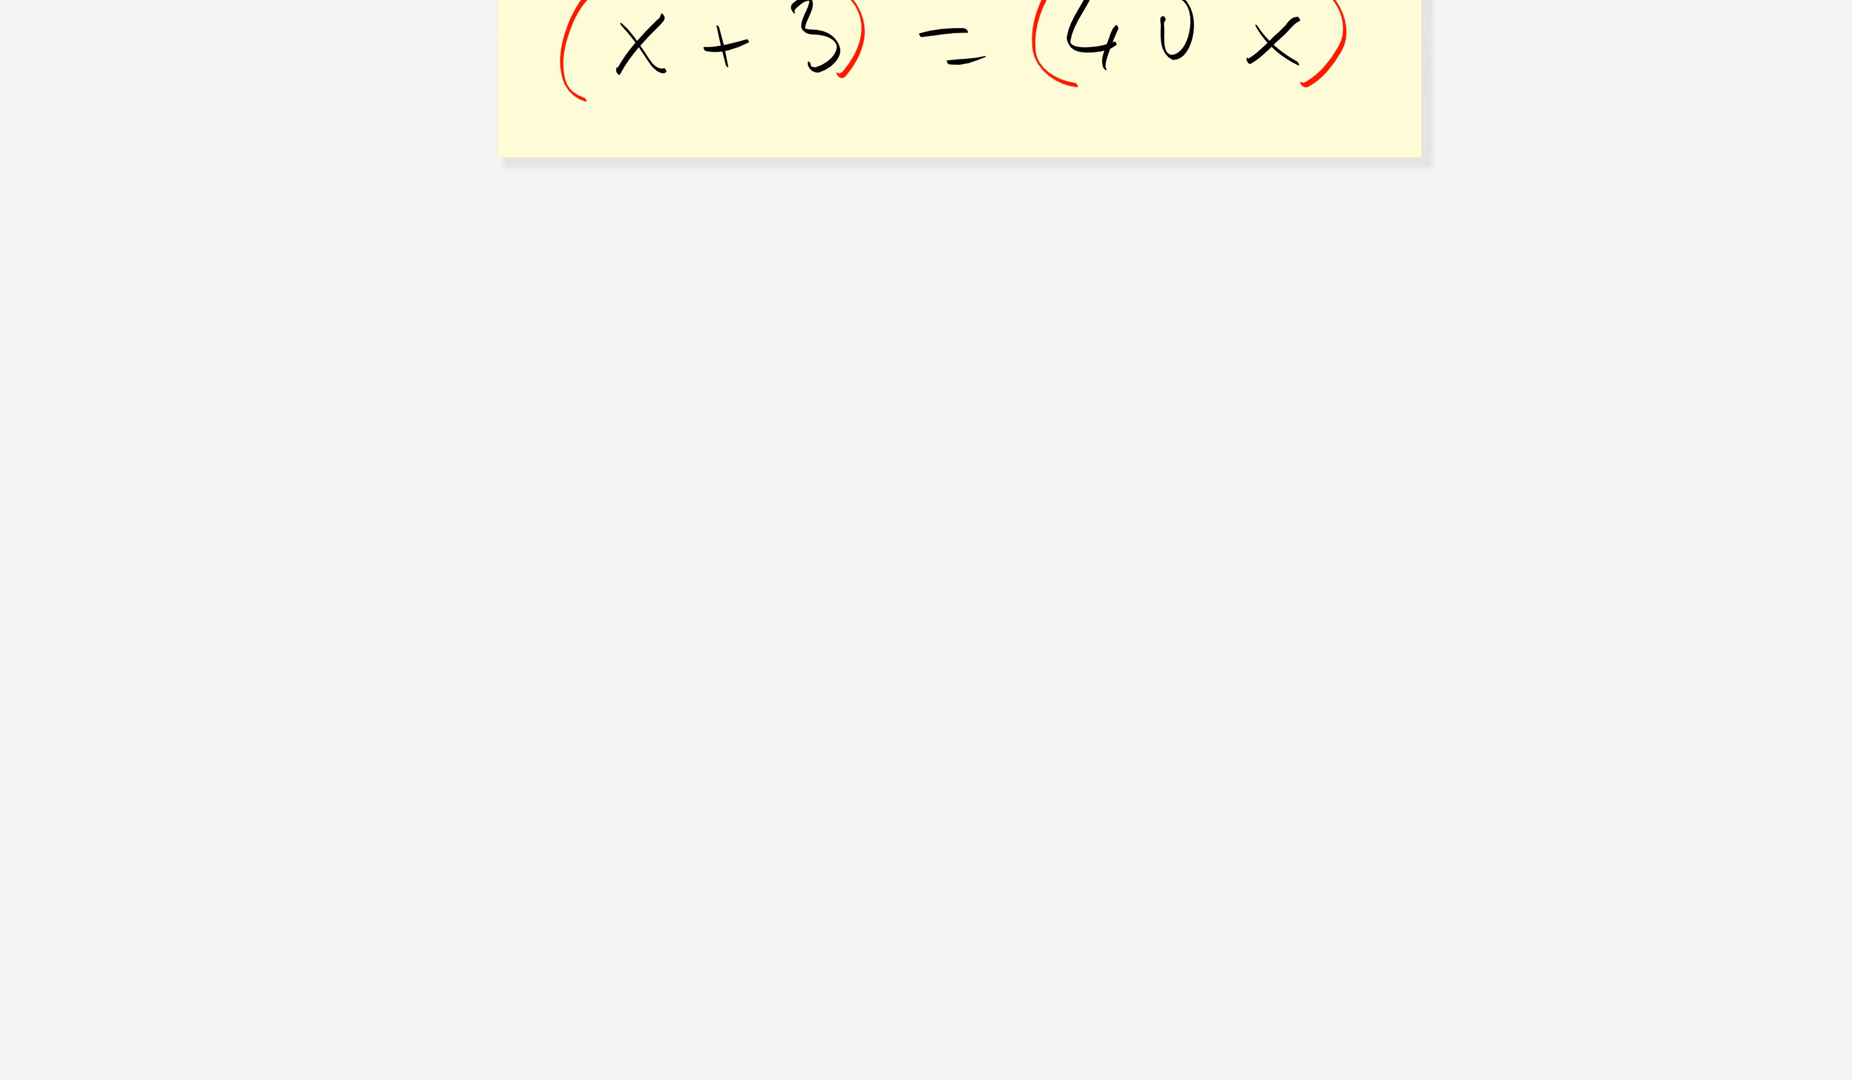 (x + 3) = (40 x)